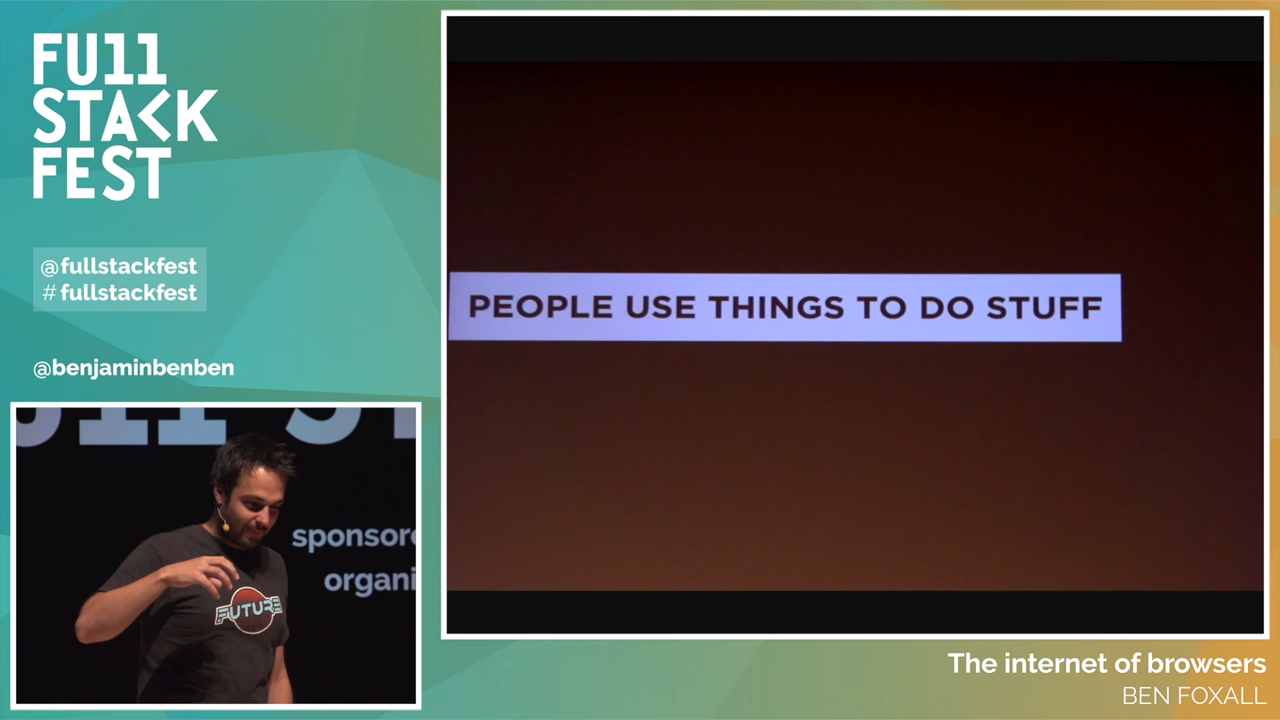 FULL
STACK
FEST
@fullstackfest
# fullstackfest
@benjaminbenben
FUTURE
PEOPLE USE THINGS TO DO STUFF
The internet of browsers
BEN FOXALL